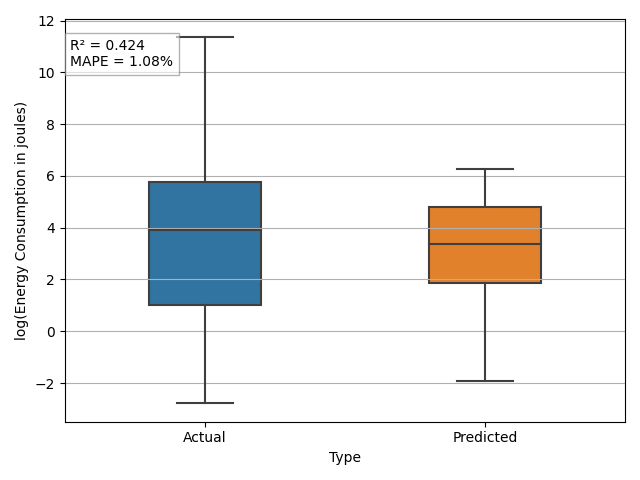 12
10
8
6
4
2
0
−2
log(Energy Consumption in joules)
R² = 0.424
MAPE = 1.08%
Actual
Predicted
Type